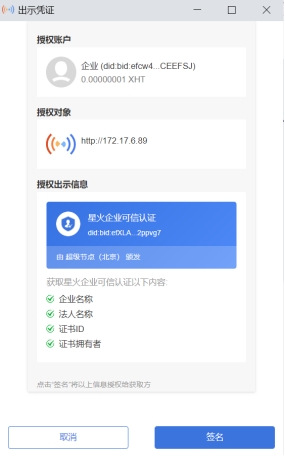 出示凭证
授权账户
企业 (did:bid:efcw4...CEEFSJ)
0.00000001 XHT
授权对象
http://172.17.6.89
授权出示信息
星火企业可信认证
did:bid:efXLA...2ppvg7
由 超级节点（北京） 颁发
获取星火企业可信认证以下内容:
企业名称
法人名称
证书ID
证书拥有者
点击“签名”将以上信息授权给获取方
取消
签名